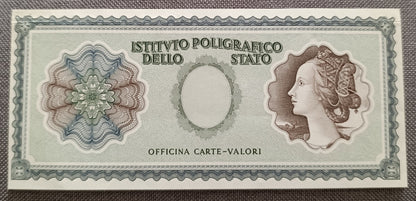 ISTITVTO POLIGRAFICO
DELLO STATO
OFFICINA CARTE-VALORI